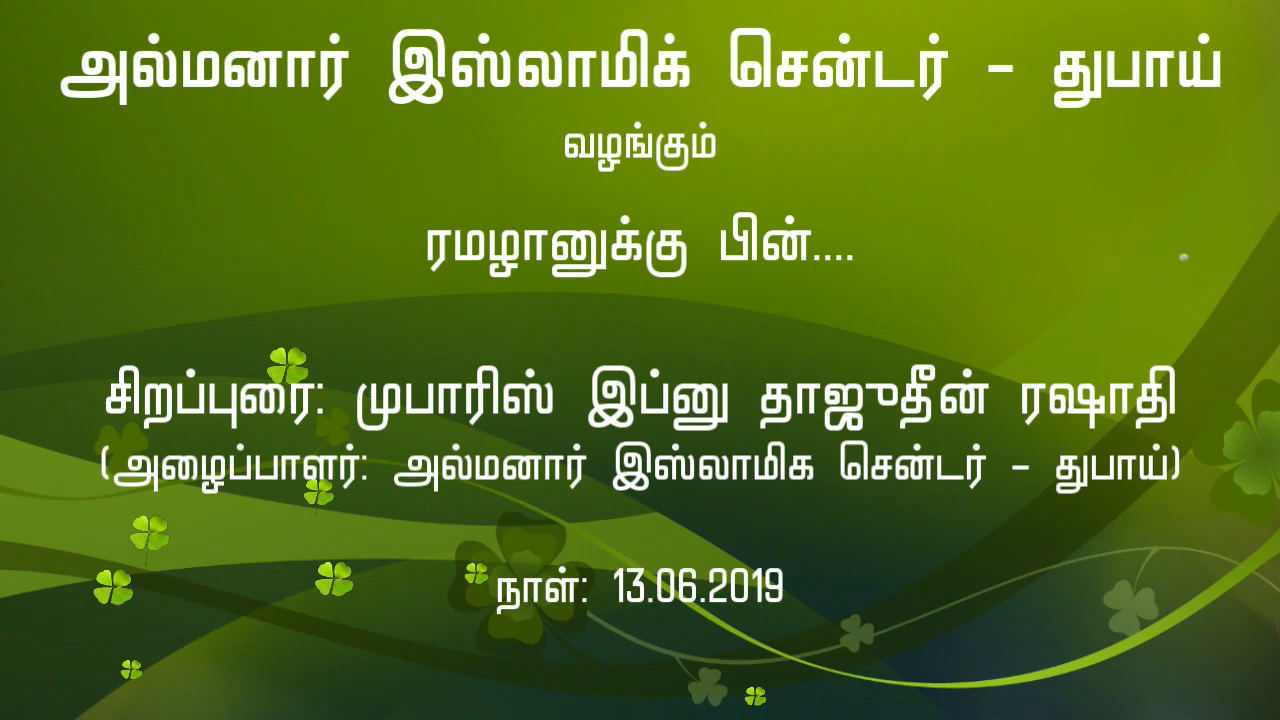 அல்மனார் இஸ்லாமிக் சென்டர் - துபாய்
வழங்கும்
ரமழானுக்கு பின்....
சிறப்புரை: முபாரிஸ் இப்னு தாஜுதீன் ரஷாதி
(அழைப்பாளர்: அல்மனார் இஸ்லாமிக சென்டர் - துபாய்)
நாள்: 13.06.2019